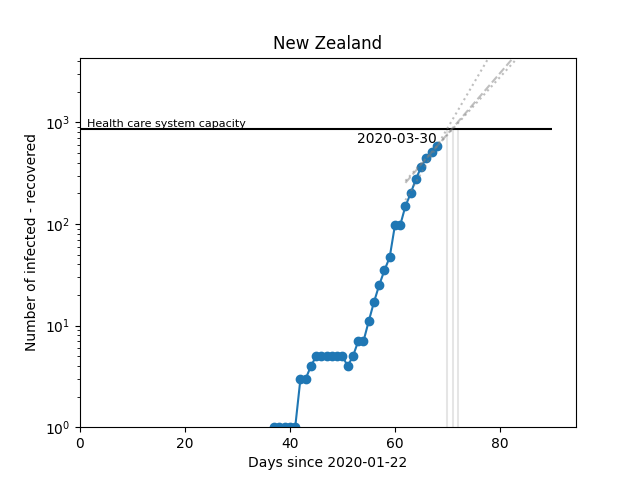 New Zealand
10³
10²
10¹
10⁰
Number of infected - recovered
Health care system capacity
2020-03-30
0 20 40 60 80
Days since 2020-01-22